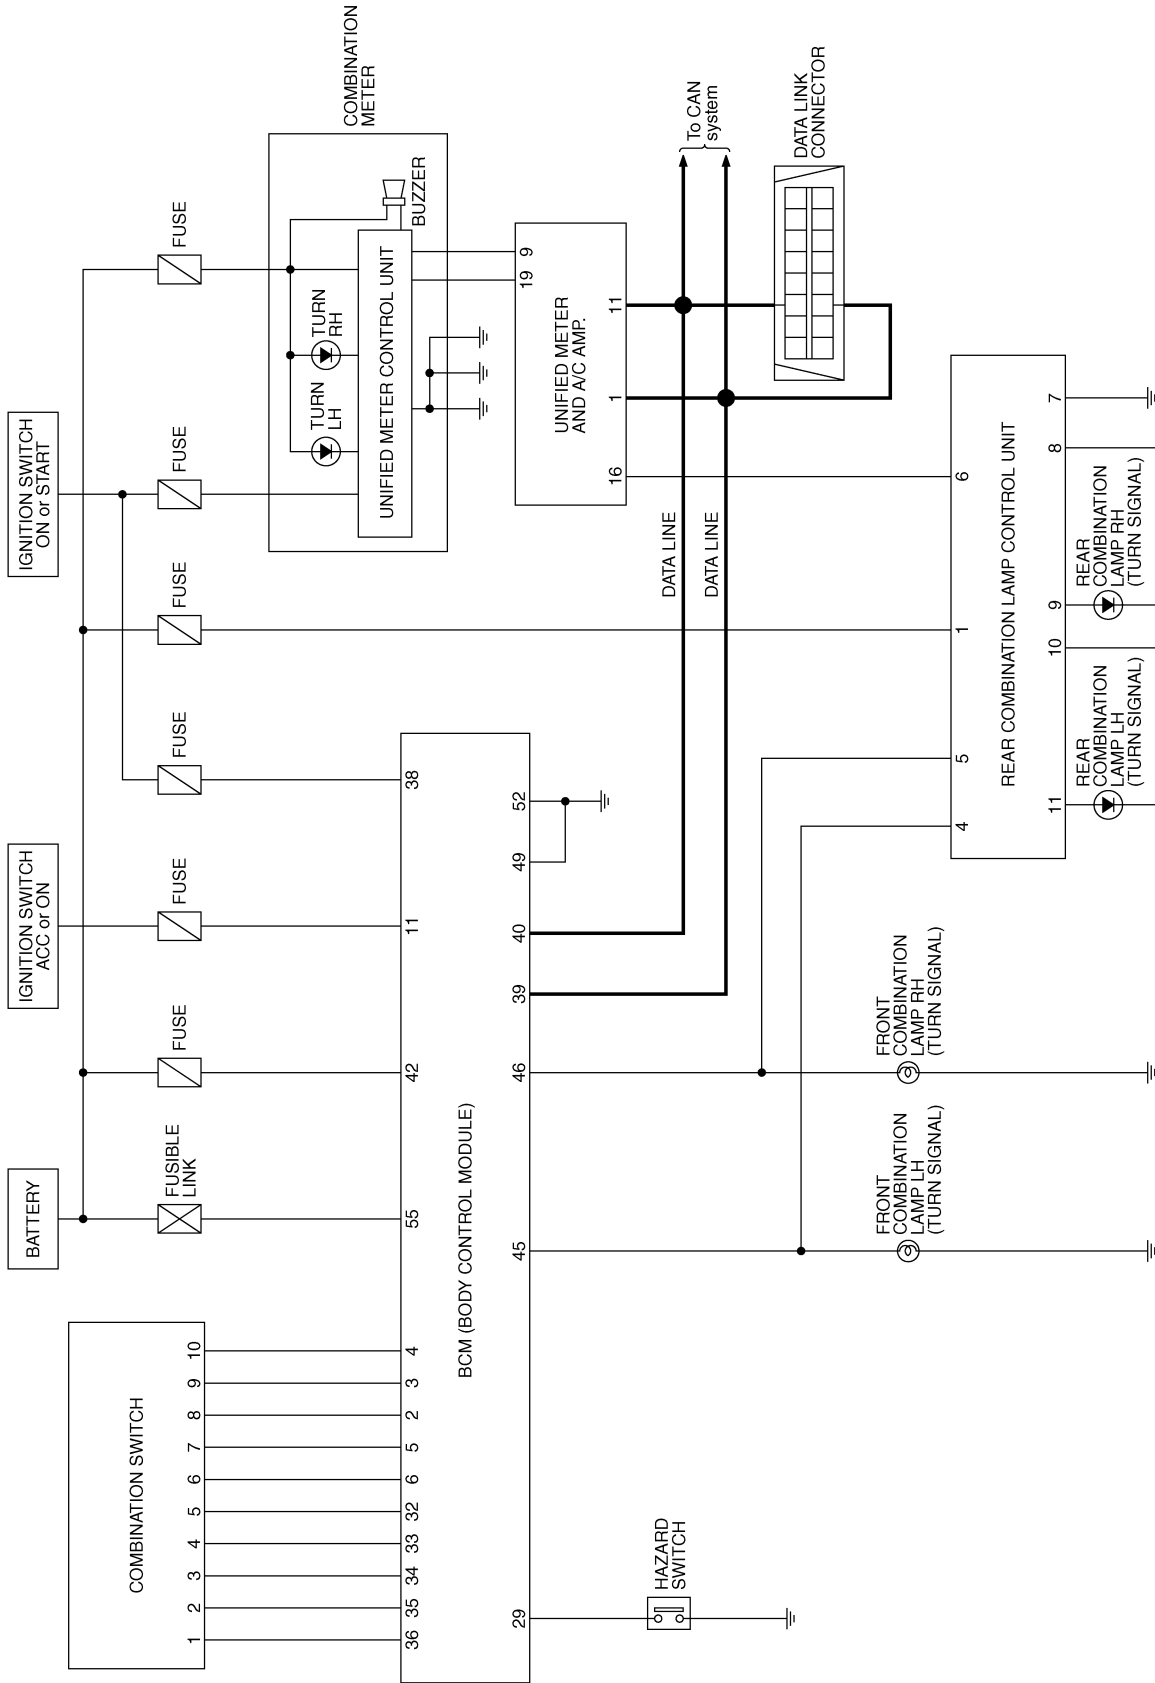 COMBINATION SWITCH
1 2 3 4 5 6 7 8 9 10
BATTERY
IGNITION SWITCH
ACC or ON
IGNITION SWITCH
ON or START
FUSIBLE
LINK
FUSE
FUSE
FUSE
FUSE
FUSE
FUSE
36 35 34 33 32 6 5 2 3 4 55 42 11 38
BCM (BODY CONTROL MODULE)
29 45 46 39 40 49 52
COMBINATION
METER
TURN
LH
TURN
RH
BUZZER
UNIFIED METER CONTROL UNIT
19 9
UNIFIED METER
AND A/C AMP.
16 1 11
DATA LINE
DATA LINE
To CAN
system
DATA LINK
CONNECTOR
HAZARD
SWITCH
FRONT
COMBINATION
LAMP LH
(TURN SIGNAL)
FRONT
COMBINATION
LAMP RH
(TURN SIGNAL)
4 5 1 6
REAR COMBINATION LAMP CONTROL UNIT
11 10 9 8 7
REAR
COMBINATION
LAMP LH
(TURN SIGNAL)
REAR
COMBINATION
LAMP RH
(TURN SIGNAL)